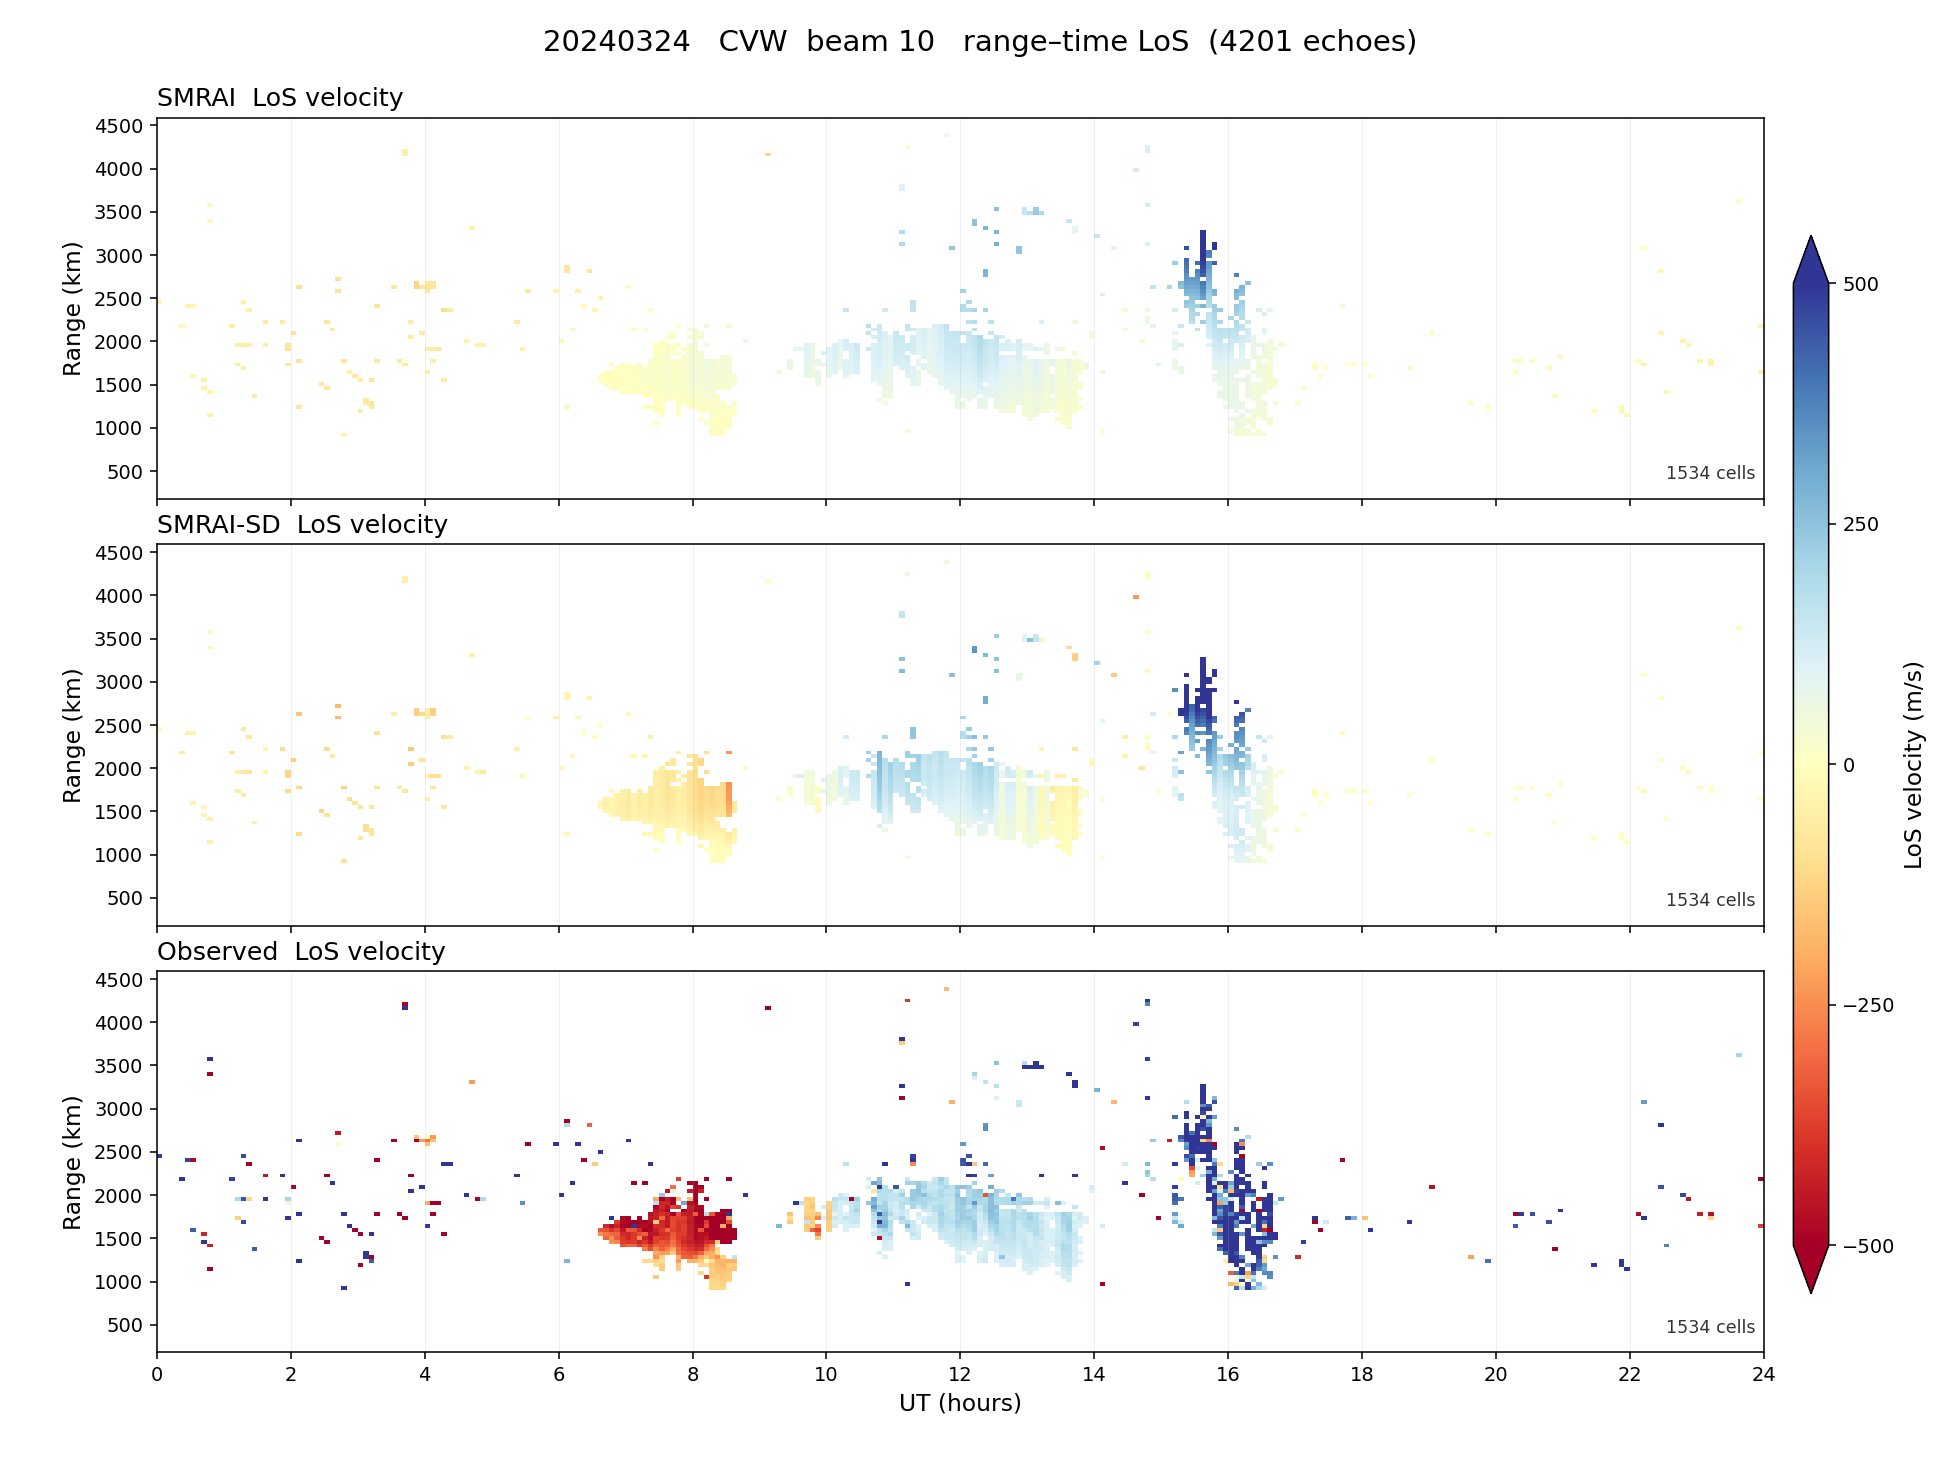 20240324   CVW  beam 10   range–time LoS  (4201 echoes)
SMRAI  LoS velocity
4500
4000
3500
3000
2500
2000
1500
1000
500
Range (km)
1534 cells
SMRAI-SD  LoS velocity
4500
4000
3500
3000
2500
2000
1500
1000
500
Range (km)
1534 cells
Observed  LoS velocity
4500
4000
3500
3000
2500
2000
1500
1000
500
Range (km)
1534 cells
0 2 4 6 8 10 12 14 16 18 20 22 24
UT (hours)
500
250
0
−250
−500
LoS velocity (m/s)